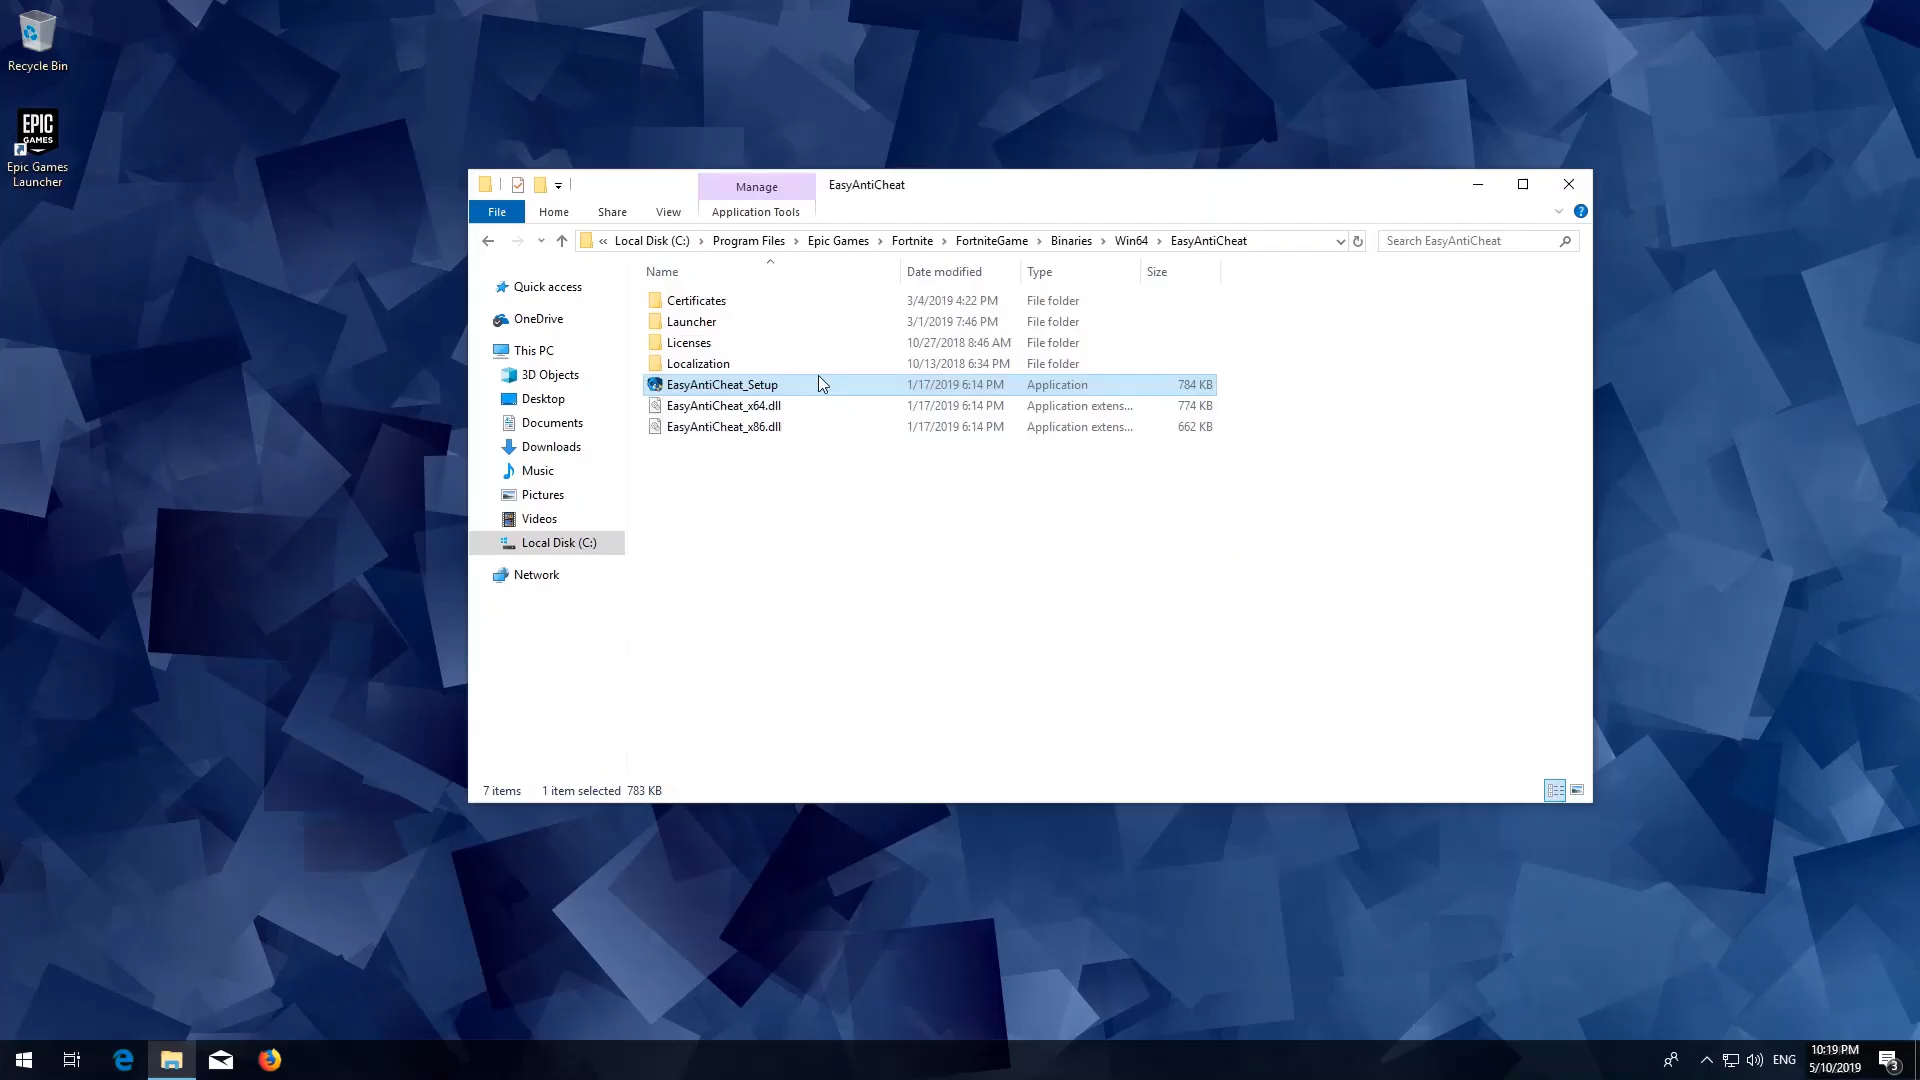 Recycle Bin
EPIC
GAMES
Epic Games
Launcher
Manage
EasyAntiCheat
File
Home
Share
View
Application Tools
« Local Disk (C:) › Program Files › Epic Games › Fortnite › FortniteGame › Binaries › Win64 › EasyAntiCheat
Search EasyAntiCheat
Quick access
OneDrive
This PC
3D Objects
Desktop
Documents
Downloads
Music
Pictures
Videos
Local Disk (C:)
Network
Name Date modified Type Size
Certificates 3/4/2019 4:22 PM File folder
Launcher 3/1/2019 7:46 PM File folder
Licenses 10/27/2018 8:46 AM File folder
Localization 10/13/2018 6:34 PM File folder
EasyAntiCheat_Setup 1/17/2019 6:14 PM Application 784 KB
EasyAntiCheat_x64.dll 1/17/2019 6:14 PM Application extens... 774 KB
EasyAntiCheat_x86.dll 1/17/2019 6:14 PM Application extens... 662 KB
7 items 1 item selected 783 KB
ENG
10:19 PM
5/10/2019
3